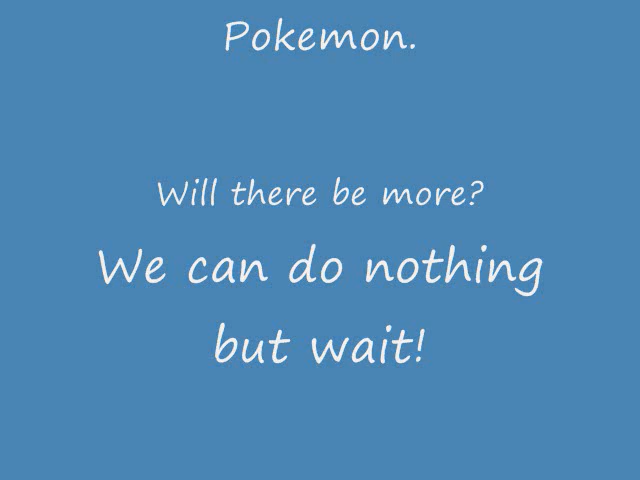 Pokemon.
Will there be more?
We can do nothing
but wait!